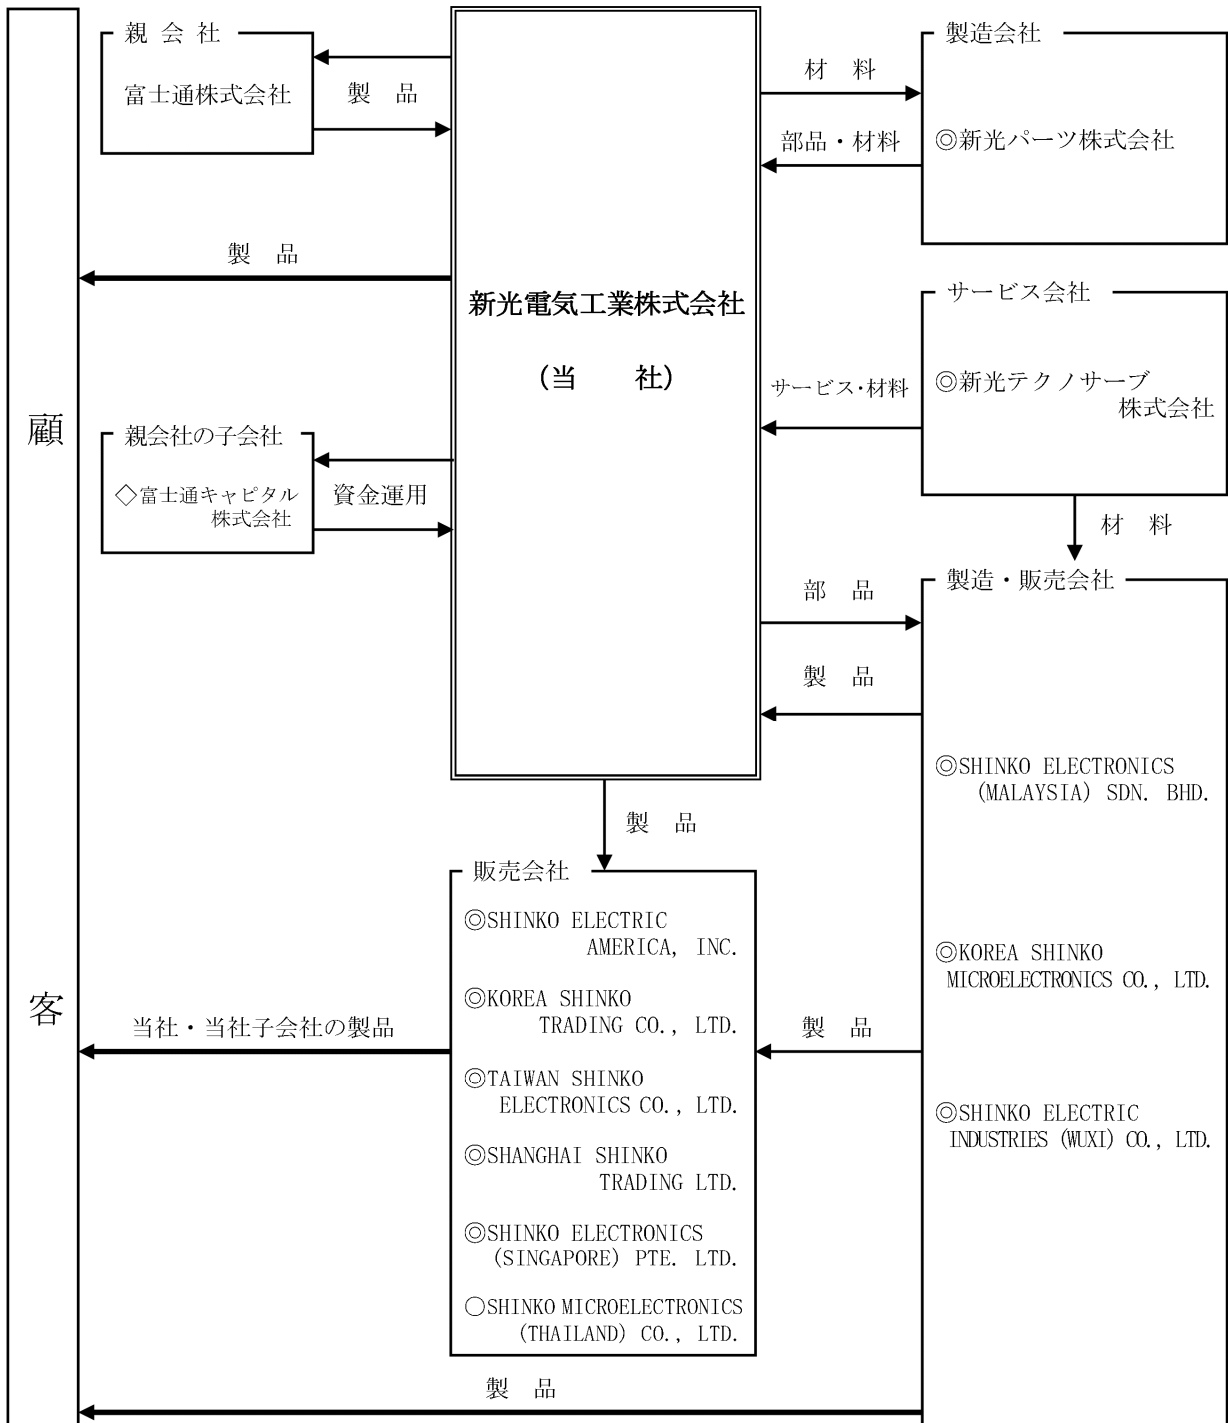 親 会 社
富士通株式会社
製 品
製 品
新光電気工業株式会社
(当 社)
材 料
部品・材料
製造会社
◎新光パーツ株式会社
サービス会社
◎新光テクノサーブ
株式会社
サービス・材料
材 料
顧
客
親会社の子会社
◇富士通キャピタル
株式会社
資金運用
部 品
製 品
製造・販売会社
◎SHINKO ELECTRONICS
(MALAYSIA) SDN. BHD.
◎KOREA SHINKO
MICROELECTRONICS CO., LTD.
◎SHINKO ELECTRIC
INDUSTRIES (WUXI) CO., LTD.
製 品
販売会社
◎SHINKO ELECTRIC
AMERICA, INC.
◎KOREA SHINKO
TRADING CO., LTD.
◎TAIWAN SHINKO
ELECTRONICS CO., LTD.
◎SHANGHAI SHINKO
TRADING LTD.
◎SHINKO ELECTRONICS
(SINGAPORE) PTE. LTD.
○SHINKO MICROELECTRONICS
(THAILAND) CO., LTD.
当社・当社子会社の製品
製 品
製 品